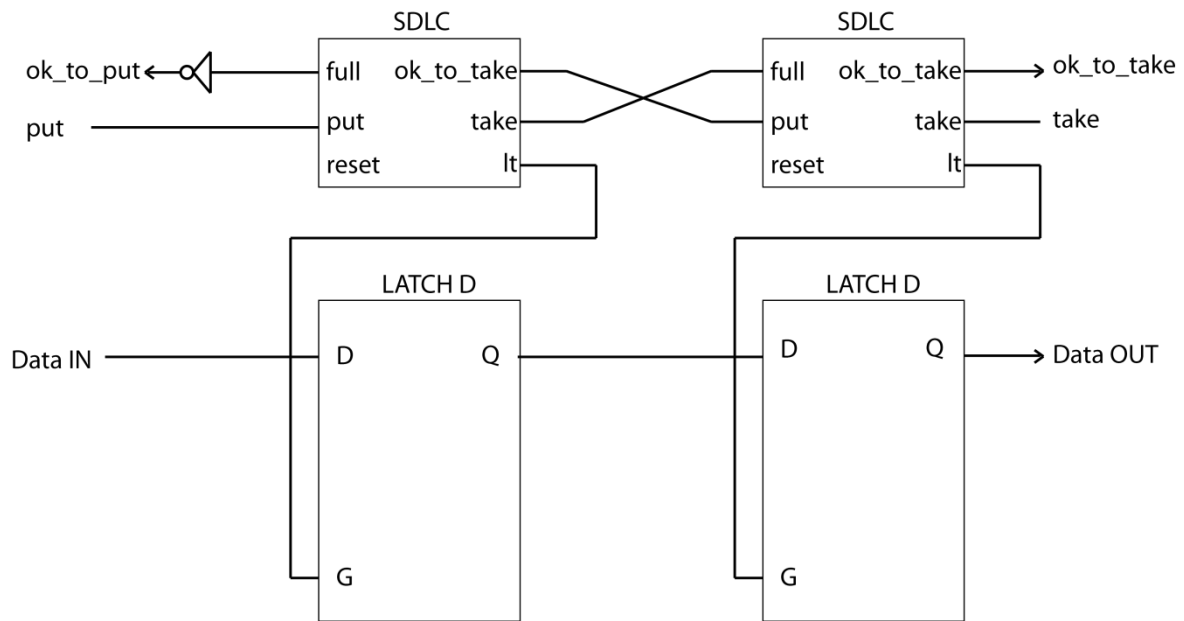 SDLC
SDLC
ok_to_put
full
ok_to_take
full
ok_to_take
ok_to_take
put
put
take
put
take
take
reset
lt
reset
lt
LATCH D
LATCH D
Data IN
D
Q
D
Q
Data OUT
G
G